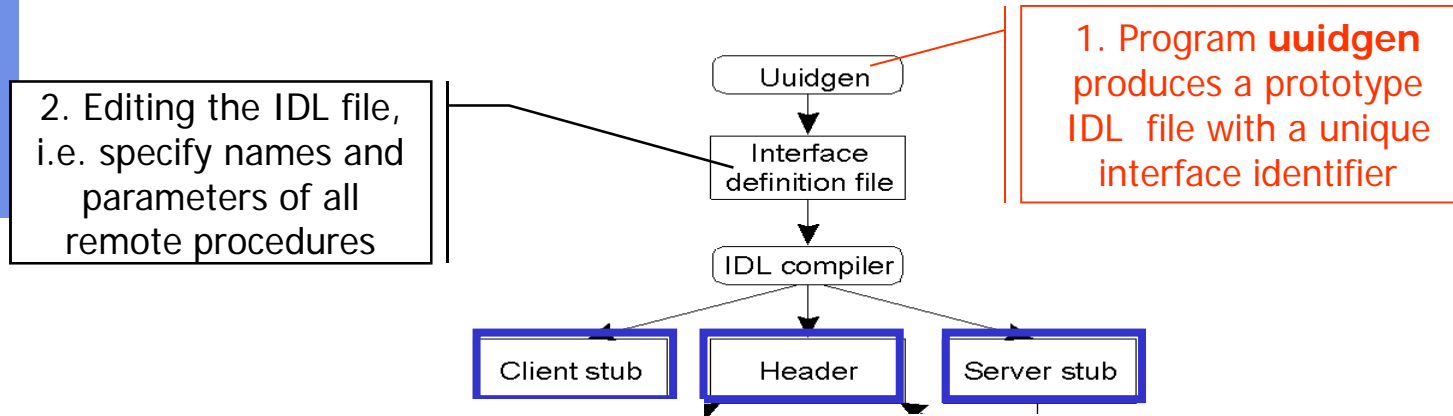 1. Program uuidgen
produces a prototype
IDL file with a unique
interface identifier
2. Editing the IDL file,
i.e. specify names and
parameters of all
remote procedures
Uuidgen
Interface
definition file
IDL compiler
Client stub
Header
Server stub